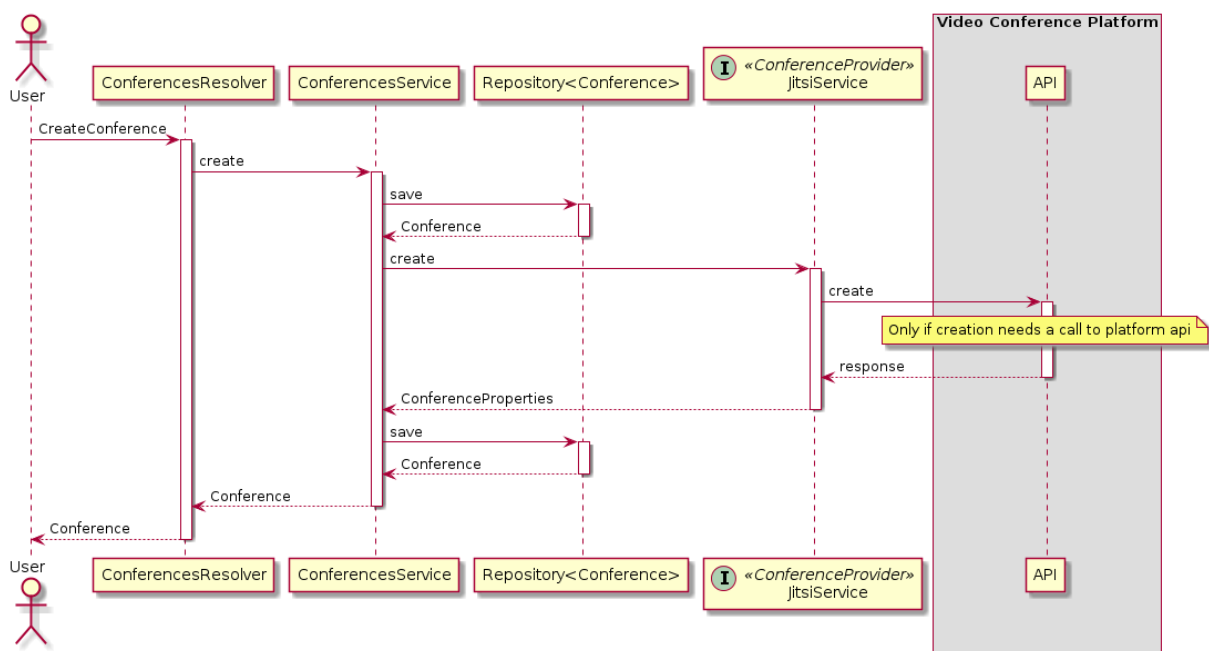 Video Conference Platform
«ConferenceProvider»
I
User
ConferencesResolver
ConferencesService
Repository<Conference>
JitsiService
API
CreateConference
create
save
Conference
create
create
Only if creation needs a call to platform api
response
ConferenceProperties
save
Conference
Conference
Conference
User
ConferencesResolver
ConferencesService
Repository<Conference>
I
«ConferenceProvider»
JitsiService
API